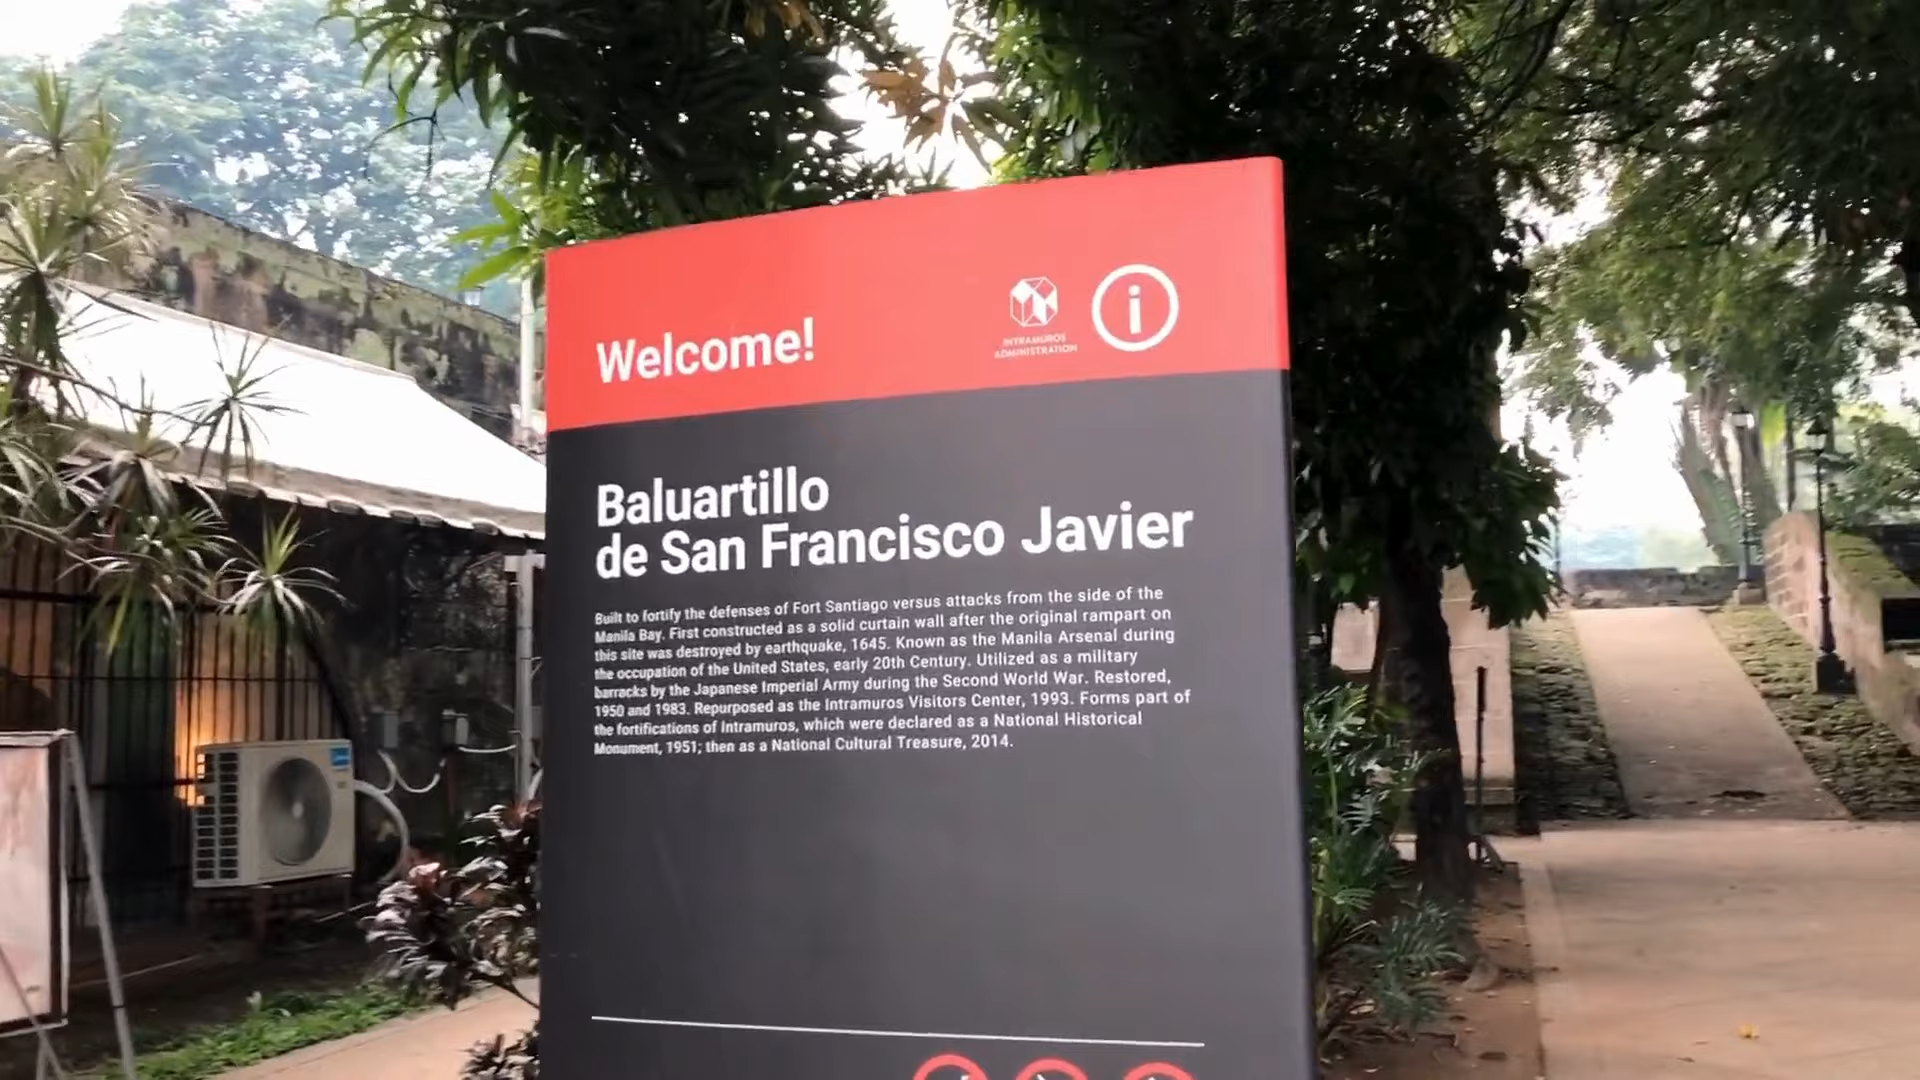 Welcome!
INTRAMUROS
ADMINISTRATION
i
Baluartillo
de San Francisco Javier
Built to fortify the defenses of Fort Santiago versus attacks from the side of the
Manila Bay. First constructed as a solid curtain wall after the original rampart on
this site was destroyed by earthquake, 1645. Known as the Manila Arsenal during
the occupation of the United States, early 20th Century. Utilized as a military
barracks by the Japanese Imperial Army during the Second World War. Restored,
1950 and 1983. Repurposed as the Intramuros Visitors Center, 1993. Forms part of
the fortifications of Intramuros, which were declared as a National Historical
Monument, 1951; then as a National Cultural Treasure, 2014.